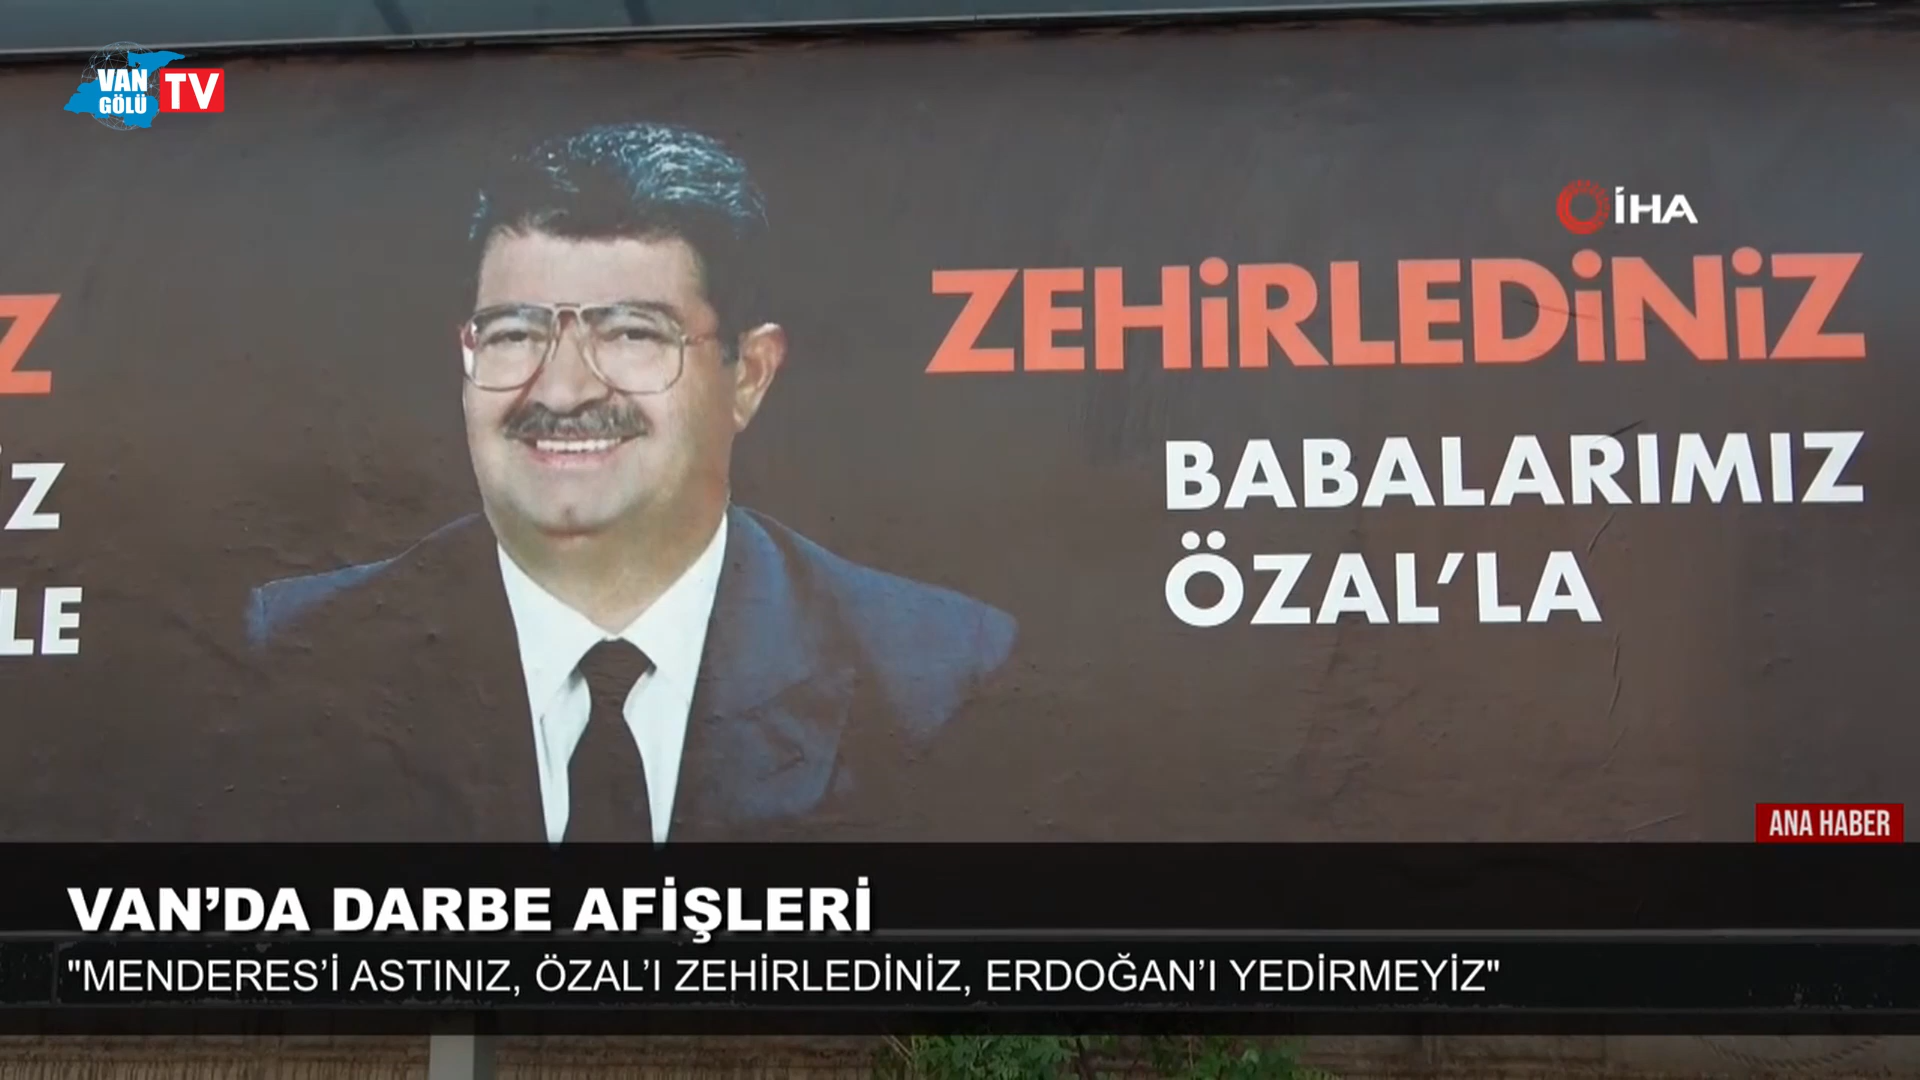 VAN
GÖLÜ
TV
İHA
Z
İZ
LE
ZEHİRLEDİNİZ
BABALARIMIZ
ÖZAL'LA
ANA HABER
VAN'DA DARBE AFİŞLERİ
"MENDERES'İ ASTINIZ, ÖZAL'I ZEHİRLEDİNİZ, ERDOĞAN'I YEDİRMEYİZ"